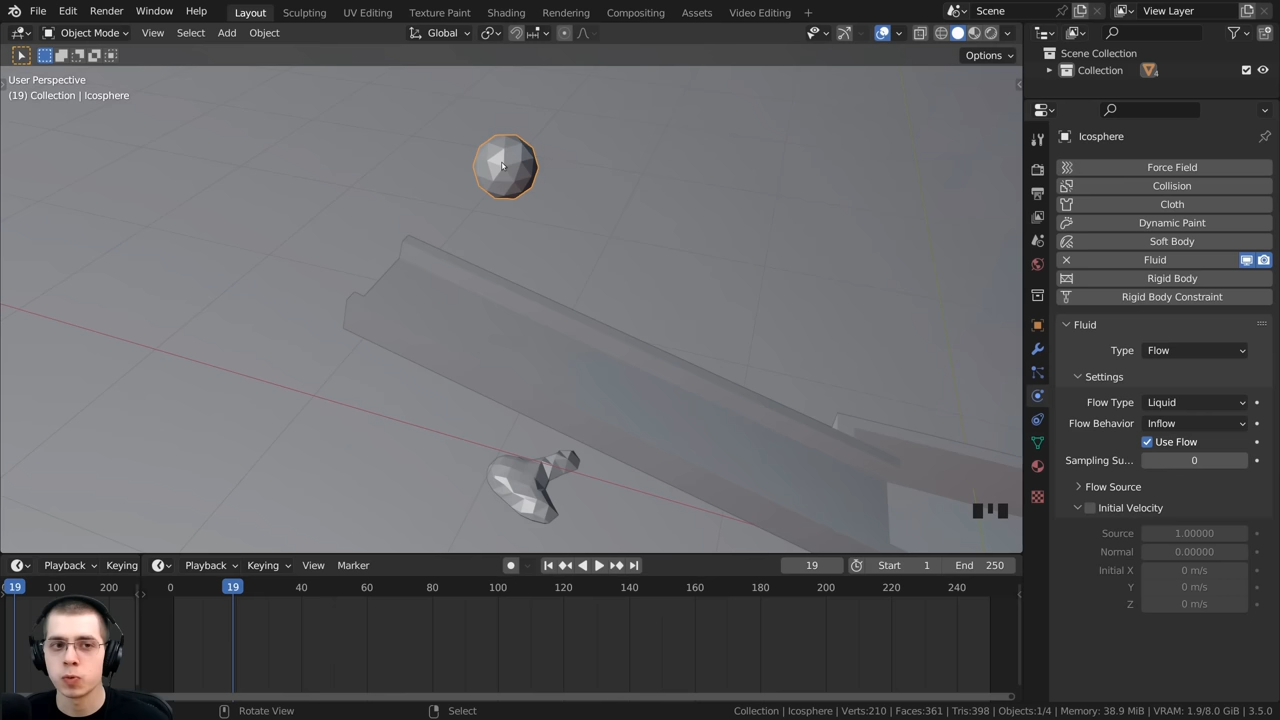 File Edit Render Window Help
Layout Sculpting UV Editing Texture Paint Shading Animation Rendering Compositing Assets Video Editing +
Scene
View Layer
Object Mode View Select Add Object
Global
Options
User Perspective
(19) Collection | Icosphere
Scene Collection
Collection 4
Icosphere
Force Field
Collision
Cloth
Dynamic Paint
Soft Body
Fluid
Rigid Body
Rigid Body Constraint
Fluid
Type Flow
Settings
Flow Type Liquid
Flow Behavior Inflow
Use Flow
Sampling Su... 0
Flow Source
Initial Velocity
Source 1.00000
Normal 0.00000
Initial X 0 m/s
Y 0 m/s
Z 0 m/s
Playback Keying
Playback Keying View Marker 19 Start 1 End 250
19 100 200
0 19 40 60 80 100 120 140 160 180 200 220 240
Rotate View Select
Collection | Icosphere | Verts:210 | Faces:361 | Tris:398 | Objects:1/4 | Memory: 38.9 MiB | VRAM: 1.9/8.0 GiB | 3.5.0